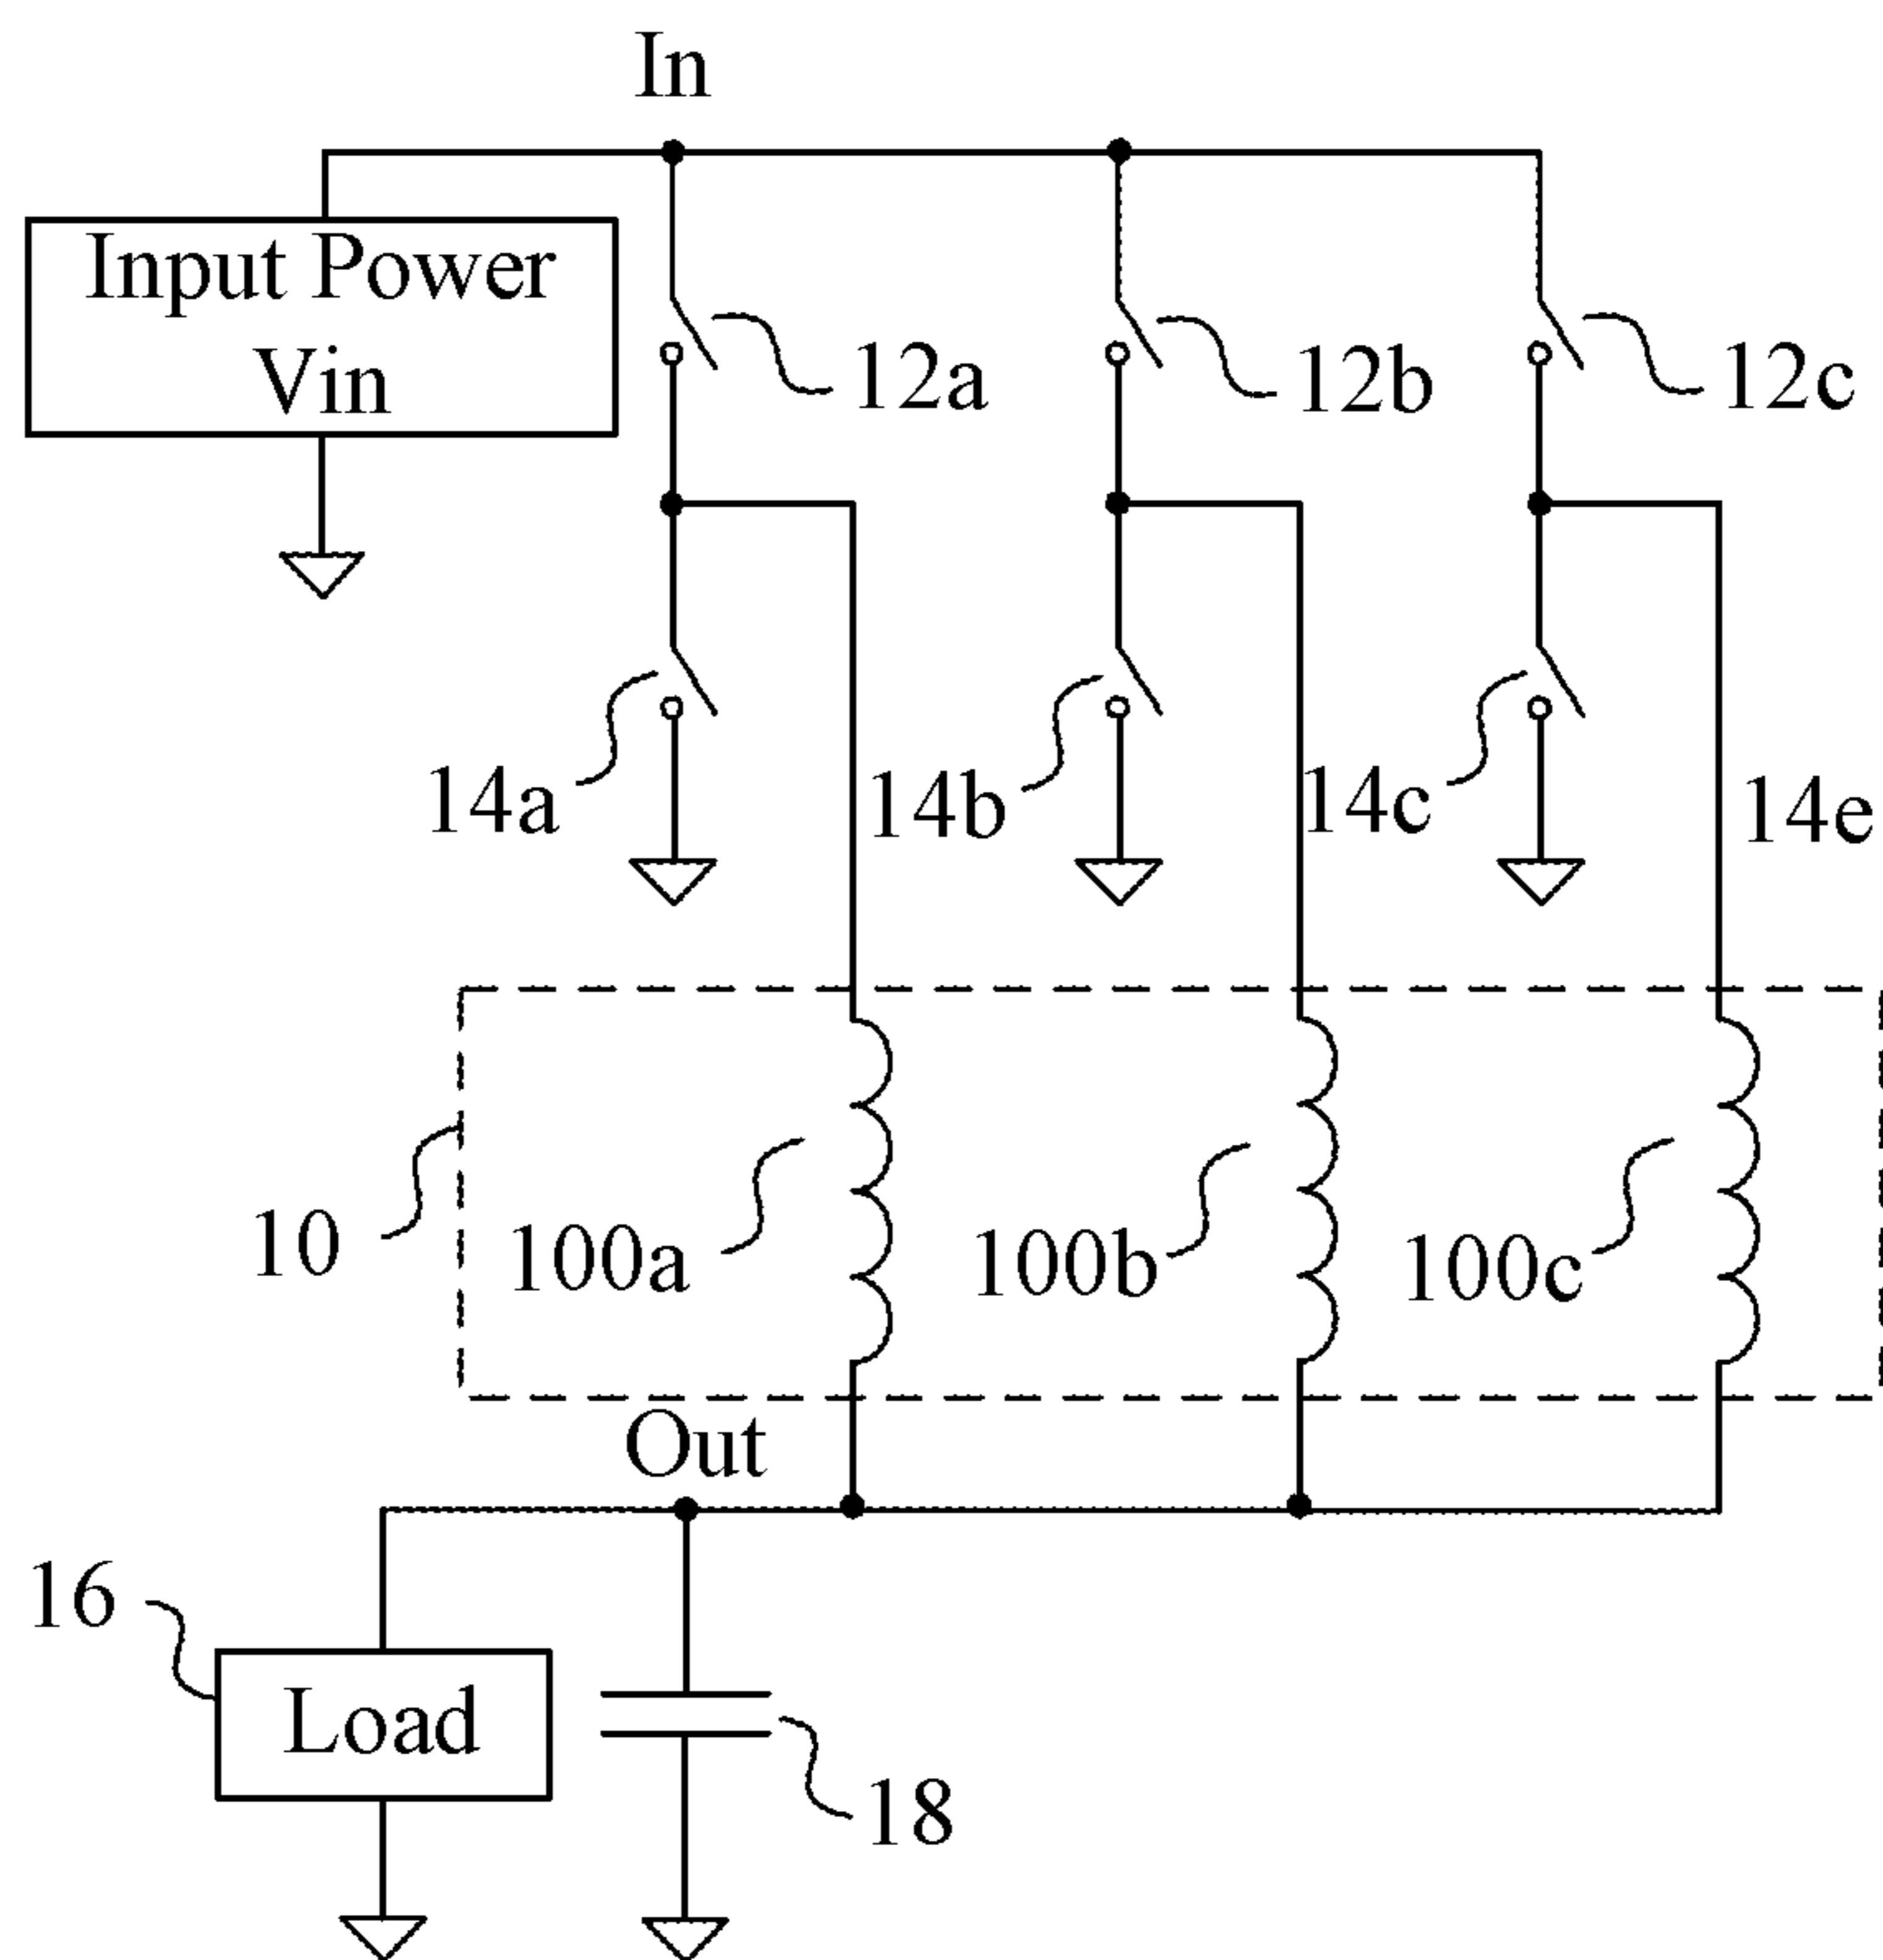 In
Input Power
Vin
12a
12b
12c
14a
14b
14c
14e
10
100a
100b
100c
Out
16
Load
18